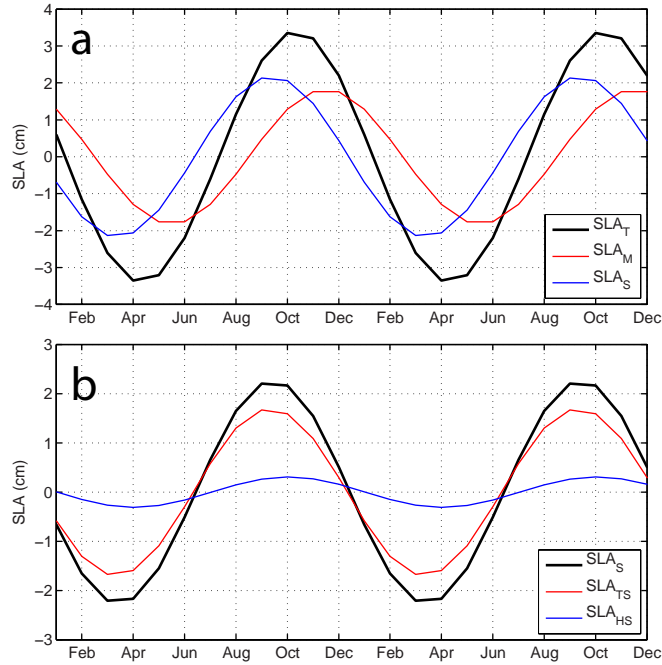 a
4
3
2
1
0
−1
−2
−3
−4
SLA (cm)
SLA_T
SLA_M
SLA_S
Feb Apr Jun Aug Oct Dec Feb Apr Jun Aug Oct Dec
b
3
2
1
0
−1
−2
−3
SLA (cm)
SLA_S
SLA_TS
SLA_HS
Feb Apr Jun Aug Oct Dec Feb Apr Jun Aug Oct Dec